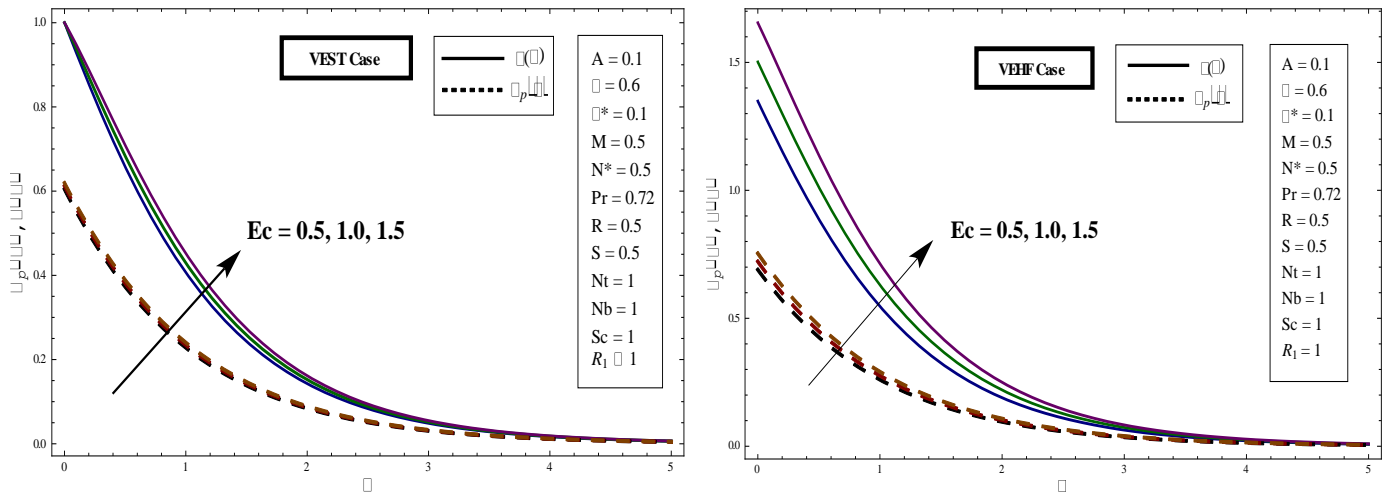 VEST Case
□(□)
□p□□
A = 0.1
□ = 0.6
□* = 0.1
M = 0.5
N* = 0.5
Pr = 0.72
R = 0.5
S = 0.5
Nt = 1
Nb = 1
Sc = 1
R₁ □ 1
Ec = 0.5, 1.0, 1.5
1.0
0.8
0.6
0.4
0.2
0.0
0 1 2 3 4 5
□
VEHF Case
□(□)
□p□□
A = 0.1
□ = 0.6
□* = 0.1
M = 0.5
N* = 0.5
Pr = 0.72
R = 0.5
S = 0.5
Nt = 1
Nb = 1
Sc = 1
R₁ = 1
Ec = 0.5, 1.0, 1.5
1.5
1.0
0.5
0.0
0 1 2 3 4 5
□